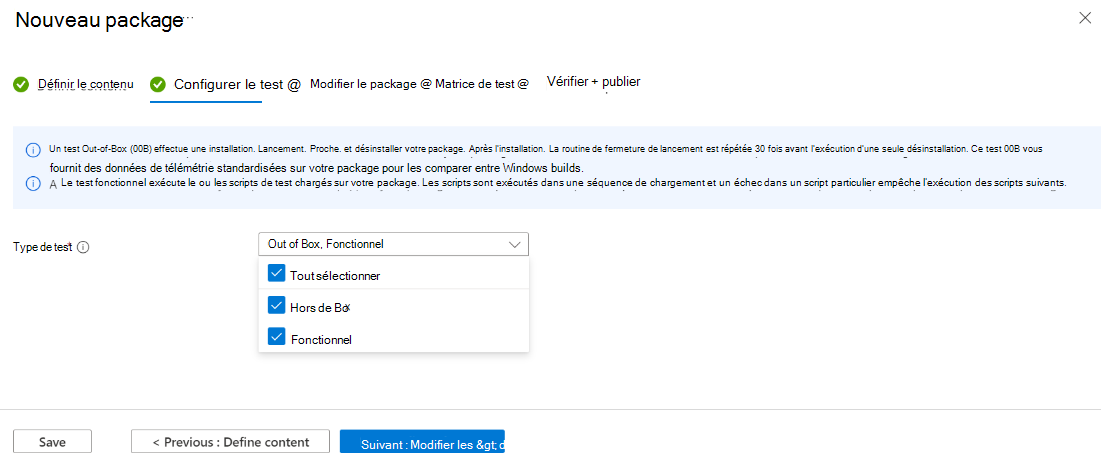 Nouveau package ...
Définir le contenu Configurer le test @ Modifier le package @ Matrice de test @ Vérifier + publier
Un test Out-of-Box (00B) effectue une installation. Lancement. Proche. et désinstaller votre package. Après l'installation. La routine de fermeture de lancement est répétée 30 fois avant l'exécution d'une seule désinstallation. Ce test 00B vous
fournit des données de télémétrie standardisées sur votre package pour les comparer entre Windows builds.
A Le test fonctionnel exécute le ou les scripts de test chargés sur votre package. Les scripts sont exécutés dans une séquence de chargement et un échec dans un script particulier empêche l'exécution des scripts suivants.
Type de test Out of Box, Fonctionnel
Tout sélectionner
Hors de Box
Fonctionnel
Save < Previous : Define content Suivant : Modifier les &gt; d